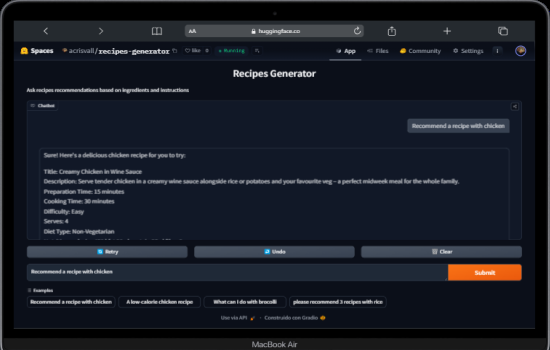 AA
huggingface.co
Spaces
acrisvall/recipes-generator
like 0
Running
App
Files
Community
Settings
Recipes Generator
Ask recipes recommendations based on ingredients and instructions
Chatbot
Recommend a recipe with chicken
Sure! Here's a delicious chicken recipe for you to try:
Title: Creamy Chicken in Wine Sauce
Description: Serve tender chicken in a creamy wine sauce alongside rice or potatoes and your favourite veg – a perfect midweek meal for the whole family.
Preparation Time: 15 minutes
Cooking Time: 30 minutes
Difficulty: Easy
Serves: 4
Diet Type: Non-Vegetarian
Retry
Undo
Clear
Recommend a recipe with chicken
Submit
Examples
Recommend a recipe with chicken
A low-calorie chicken recipe
What can I do with brocolli
please recommend 3 recipes with rice
Use via API
Construido con Gradio
MacBook Air